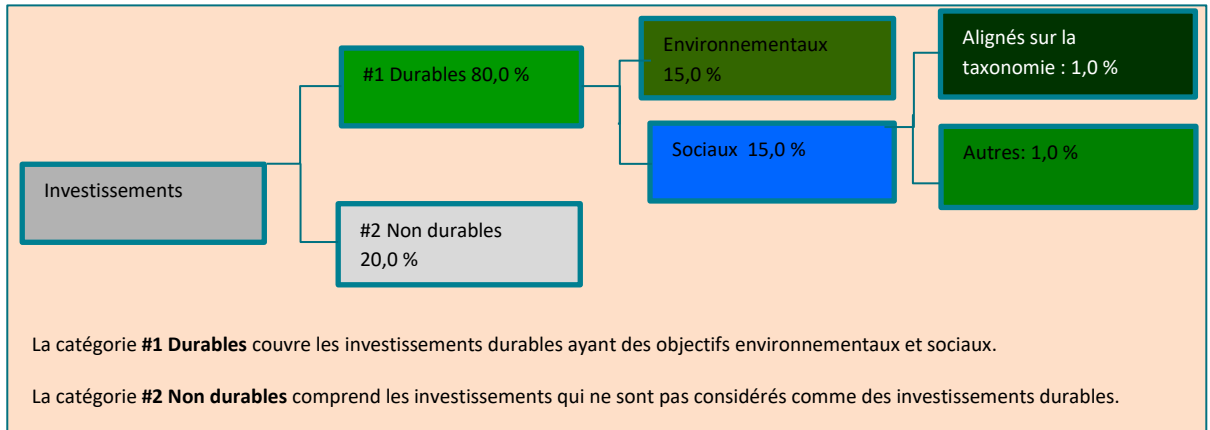 Investissements
#1 Durables 80,0 %
#2 Non durables
20,0 %
Environnementaux
15,0 %
Sociaux 15,0 %
Alignés sur la
taxonomie : 1,0 %
Autres: 1,0 %
La catégorie #1 Durables couvre les investissements durables ayant des objectifs environnementaux et sociaux.
La catégorie #2 Non durables comprend les investissements qui ne sont pas considérés comme des investissements durables.